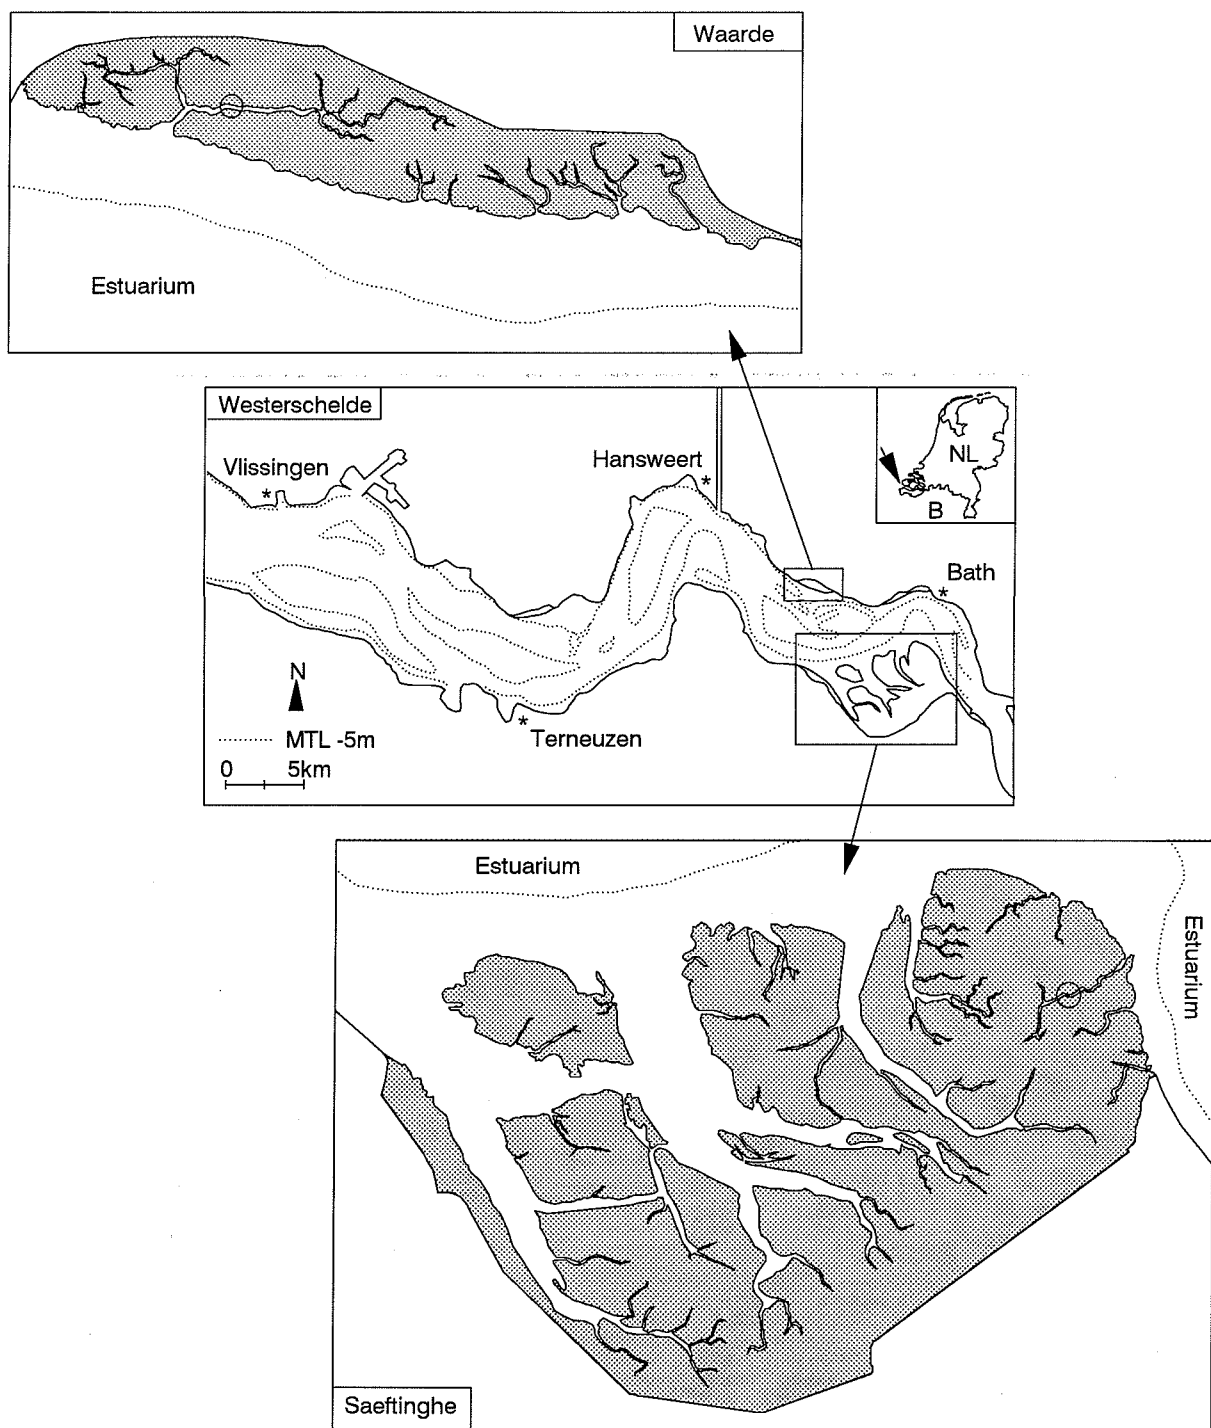 Waarde
Estuarium
Westerschelde
Vlissingen
*
Hansweert
*
NL
B
Bath
*
N
MTL -5m
0 5km
*
Terneuzen
Estuarium
Estuarium
Saeftinghe